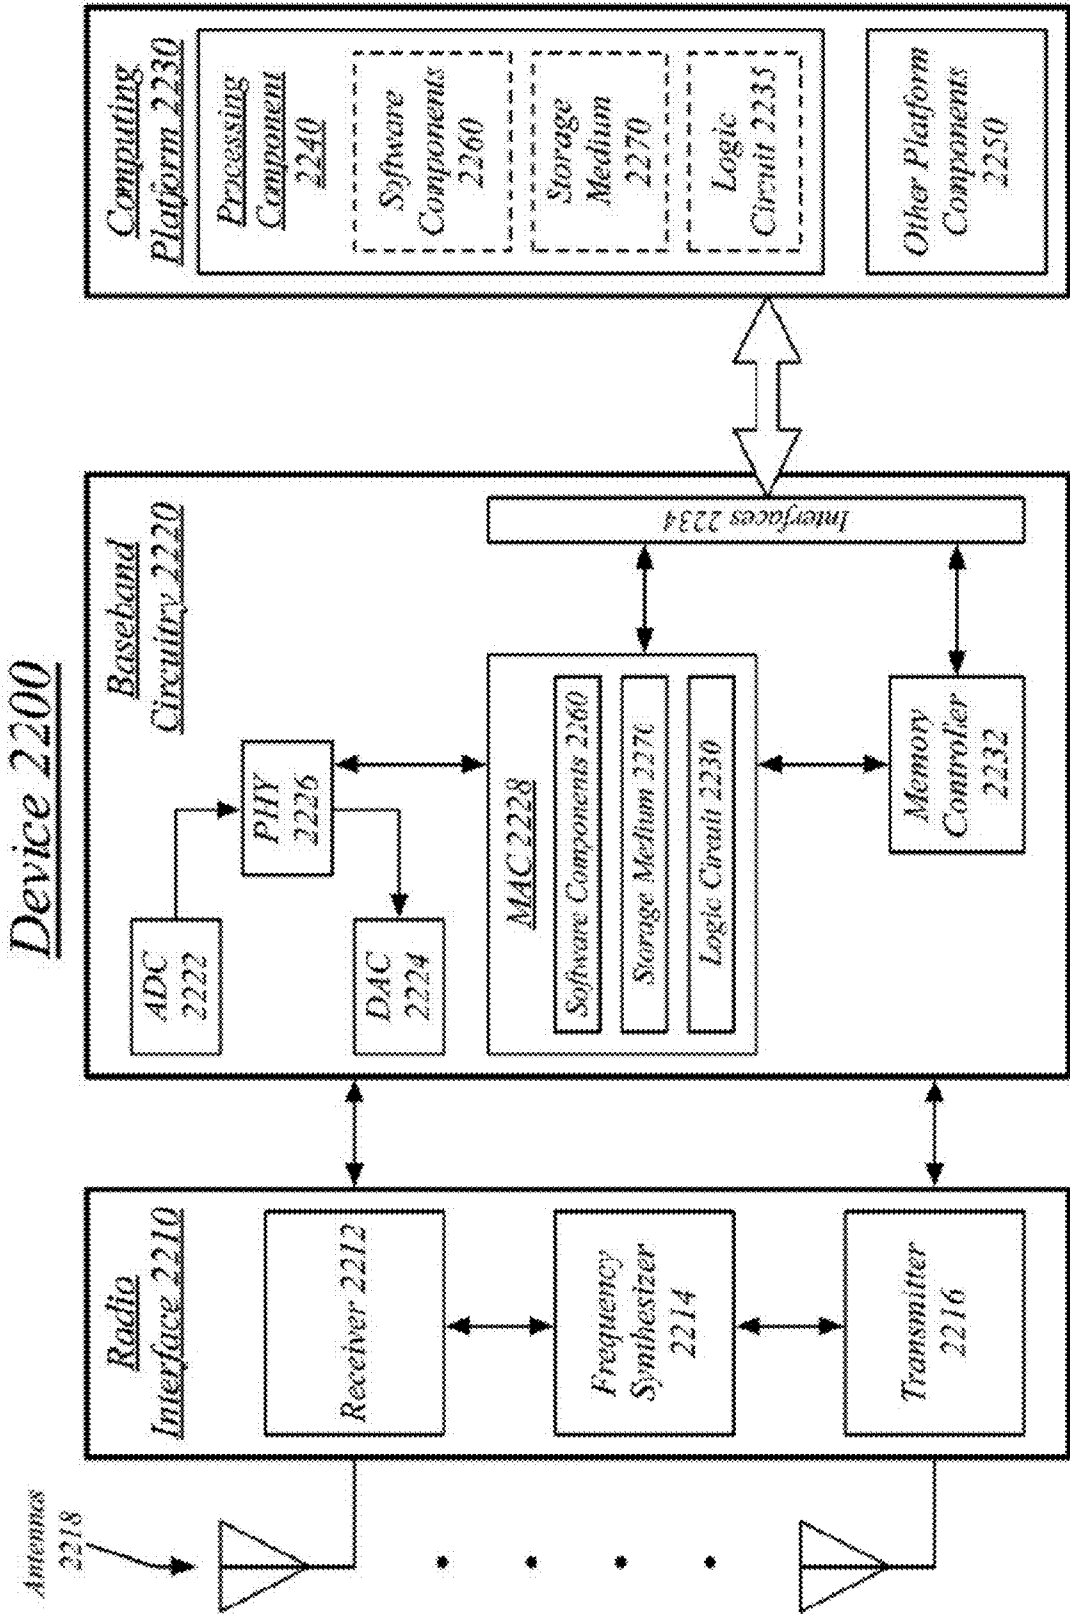 Device 2200
Antennas
2218
Radio
Interface 2210
Receiver 2212
Frequency
Synthesizer
2214
Transmitter
2216
Baseband
Circuitry 2220
ADC
2222
PHY
2226
DAC
2224
MAC 2228
Software Components 2260
Storage Medium 2270
Logic Circuit 2230
Memory
Controller
2232
Interfaces 2234
Computing
Platform 2230
Processing
Component
2240
Software
Components
2260
Storage
Medium
2270
Logic
Circuit 2235
Other Platform
Components
2250